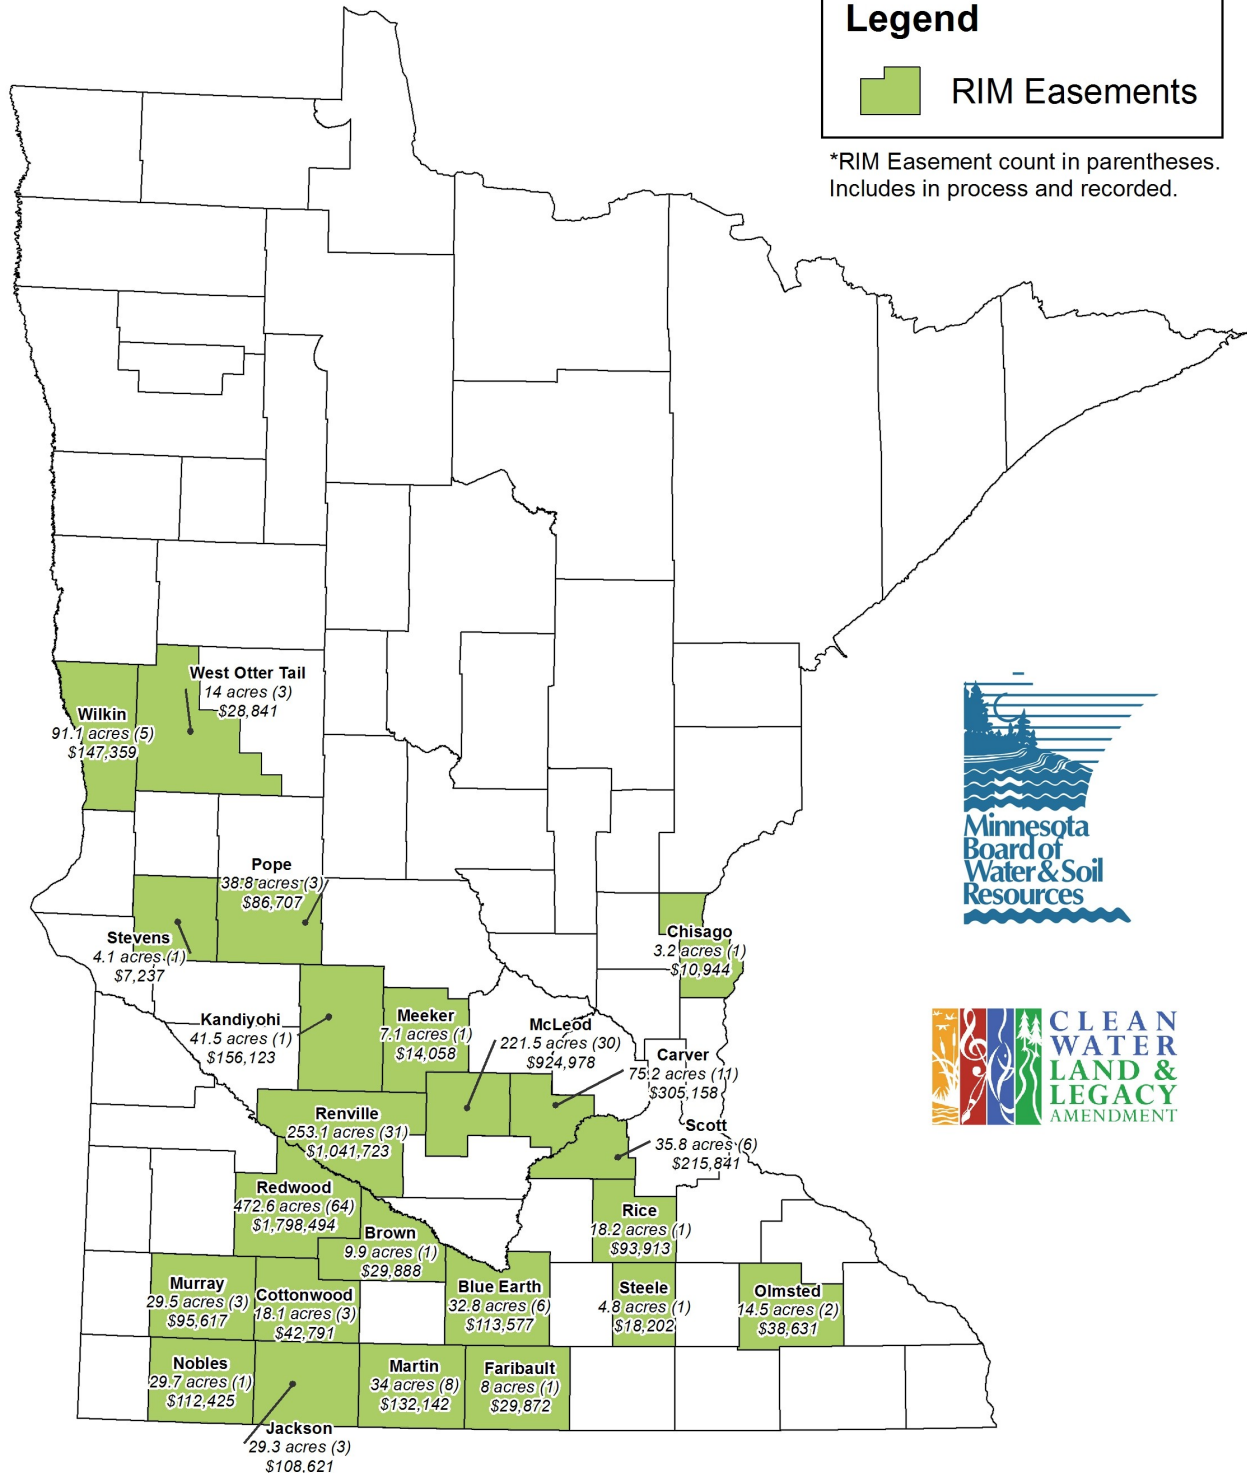 Legend
RIM Easements
*RIM Easement count in parentheses.
Includes in process and recorded.
West Otter Tail
14 acres (3)
$28,841
Wilkin
91.1 acres (5)
$147,359
Pope
38.8 acres (3)
$86,707
Stevens
4.1 acres (1)
$7,237
Chisago
3.2 acres (1)
$10,944
Kandiyohi
41.5 acres (1)
$156,123
Meeker
7.1 acres (1)
$14,058
McLeod
221.5 acres (30)
$924,978
Carver
75.2 acres (11)
$305,158
Renville
253.1 acres (31)
$1,041,723
Scott
35.8 acres (6)
$215,841
Redwood
472.6 acres (64)
$1,798,494
Brown
9.9 acres (1)
$29,888
Rice
18.2 acres (1)
$93,913
Murray
29.5 acres (3)
$95,617
Cottonwood
18.1 acres (3)
$42,791
Blue Earth
32.8 acres (6)
$113,577
Steele
4.8 acres (1)
$18,202
Olmsted
14.5 acres (2)
$38,631
Nobles
29.7 acres (1)
$112,425
Jackson
29.3 acres (3)
$108,621
Martin
34 acres (8)
$132,142
Faribault
8 acres (1)
$29,872
Minnesota
Board of
Water & Soil
Resources
CLEAN
WATER
LAND &
LEGACY
AMENDMENT